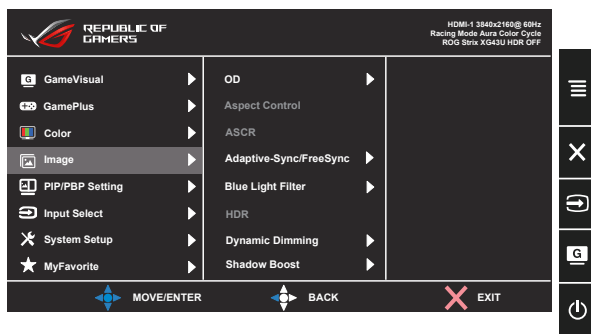 REPUBLIC OF
GAMERS
HDMI-1 3840x2160@ 60Hz
Racing Mode Aura Color Cycle
ROG Strix XG43U HDR OFF
G GameVisual
GamePlus
Color
Image
PIP/PBP Setting
Input Select
System Setup
MyFavorite
OD
Aspect Control
ASCR
Adaptive-Sync/FreeSync
Blue Light Filter
HDR
Dynamic Dimming
Shadow Boost
MOVE/ENTER
BACK
EXIT
G